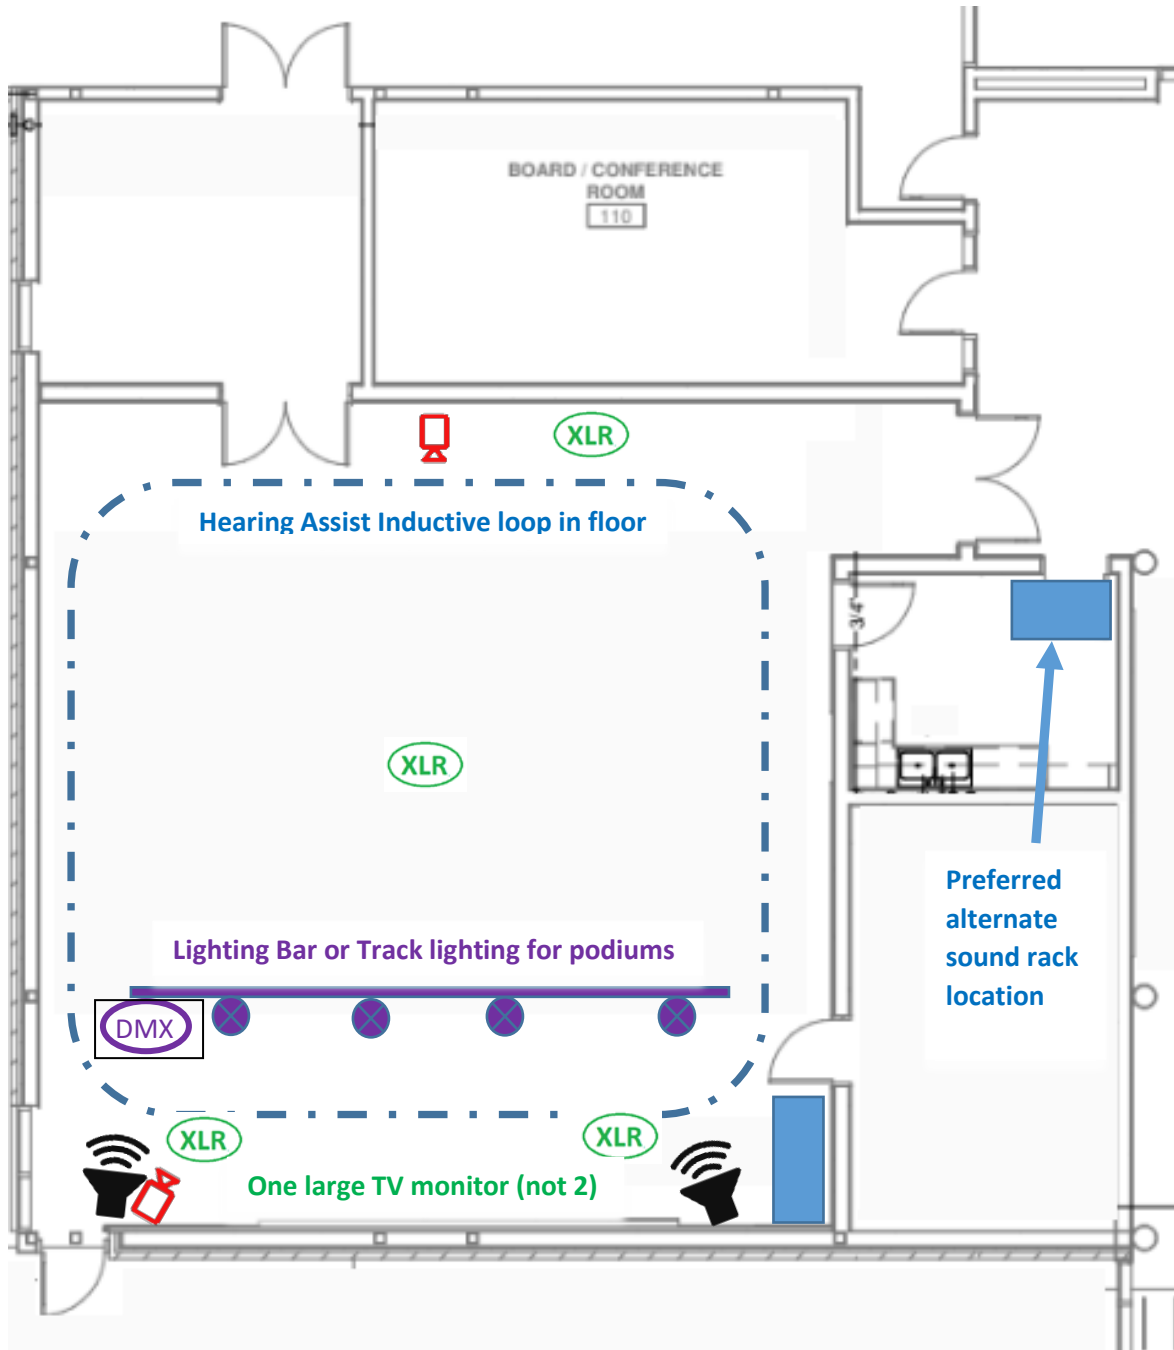 BOARD / CONFERENCE
ROOM
110
XLR
Hearing Assist Inductive loop in floor
3/4"
XLR
Preferred
alternate
sound rack
location
Lighting Bar or Track lighting for podiums
DMX
XLR
XLR
One large TV monitor (not 2)